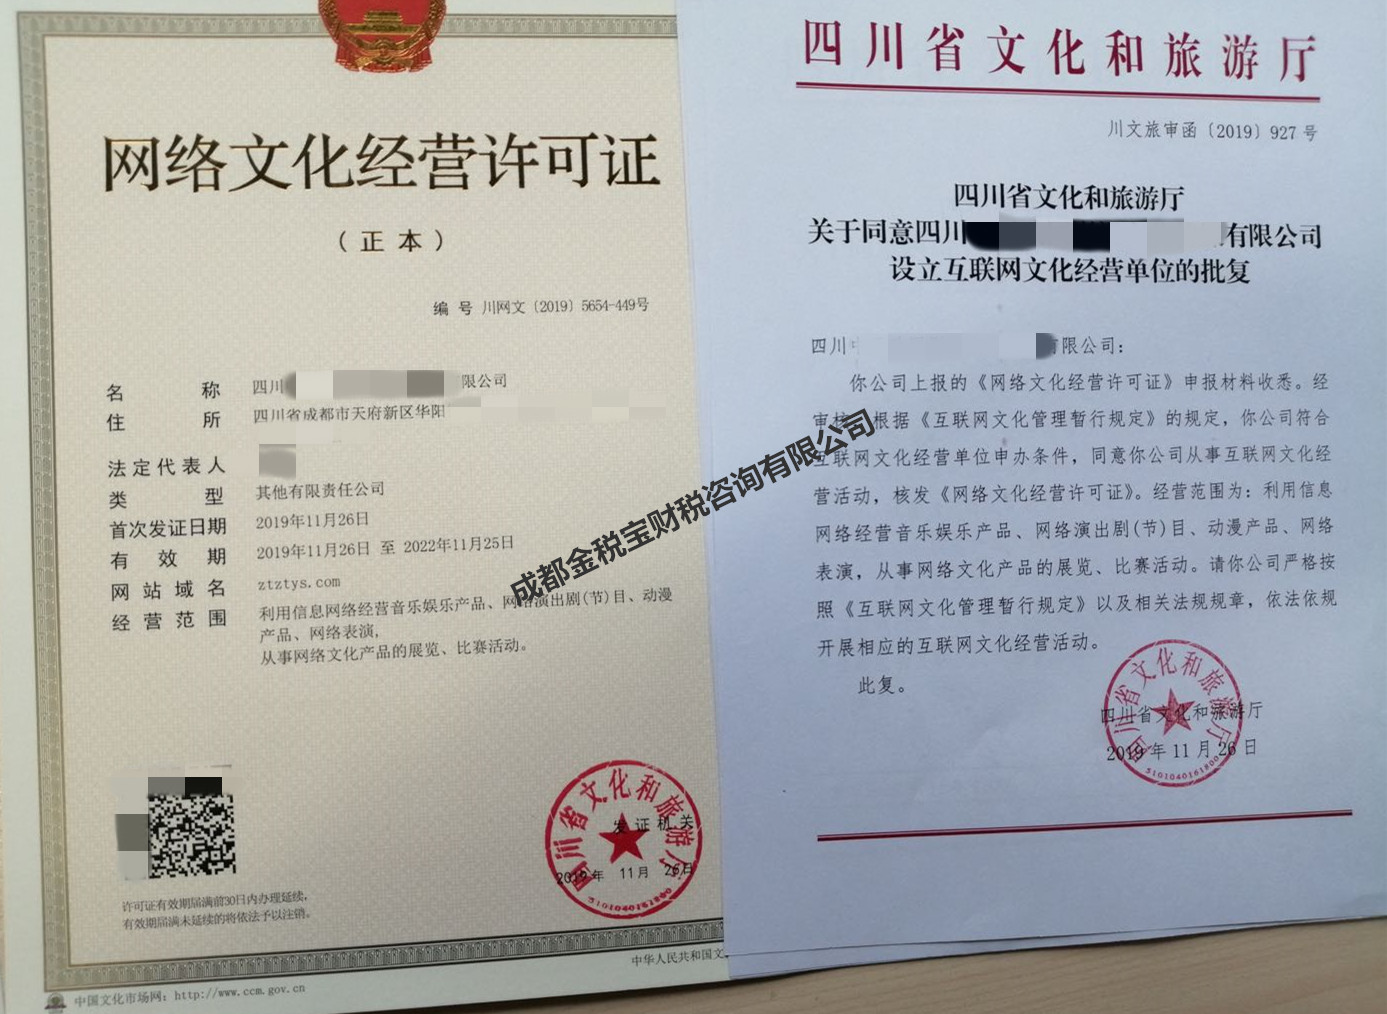 网络文化经营许可证
(正本)
编 号 川网文〔2019〕5654-449号
名 称 四川 限公司
住 所 四川省成都市天府新区华阳
法定代表人
类 型 其他有限责任公司
首次发证日期 2019年11月26日
有 效 期 2019年11月26日 至 2022年11月25日
网站域名 ztztys.com
经营范围 利用信息网络经营音乐娱乐产品、网络演出剧(节)目、动漫
产品、网络表演,
从事网络文化产品的展览、比赛活动。
四川省文化和旅游厅
发证机关
2019年 11月 26日
5101040161800
许可证有效期届满前30日内办理延续,
有效期届满未延续的将依法予以注销。
中华人民共和国文
中国文化市场网: http://www.ccm.gov.cn
四川省文化和旅游厅
川文旅审函〔2019〕927号
四川省文化和旅游厅
关于同意四川 有限公司
设立互联网文化经营单位的批复
四川 有限公司:
你公司上报的《网络文化经营许可证》申报材料收悉。经
审核,根据《互联网文化管理暂行规定》的规定,你公司符合
互联网文化经营单位申办条件,同意你公司从事互联网文化经
营活动,核发《网络文化经营许可证》。经营范围为:利用信息
网络经营音乐娱乐产品、网络演出剧(节)目、动漫产品、网络
表演,从事网络文化产品的展览、比赛活动。请你公司严格按
照《互联网文化管理暂行规定》以及相关法规规章,依法依规
开展相应的互联网文化经营活动。
此复。
四川省文化和旅游厅
2019年11月26日
四川省文化和旅游厅
5101040161800
成都金税宝财税咨询有限公司